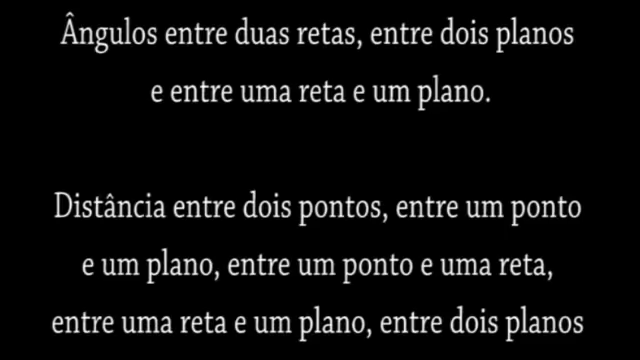 Ângulos entre duas retas, entre dois planos
e entre uma reta e um plano.
Distância entre dois pontos, entre um ponto
e um plano, entre um ponto e uma reta,
entre uma reta e um plano, entre dois planos